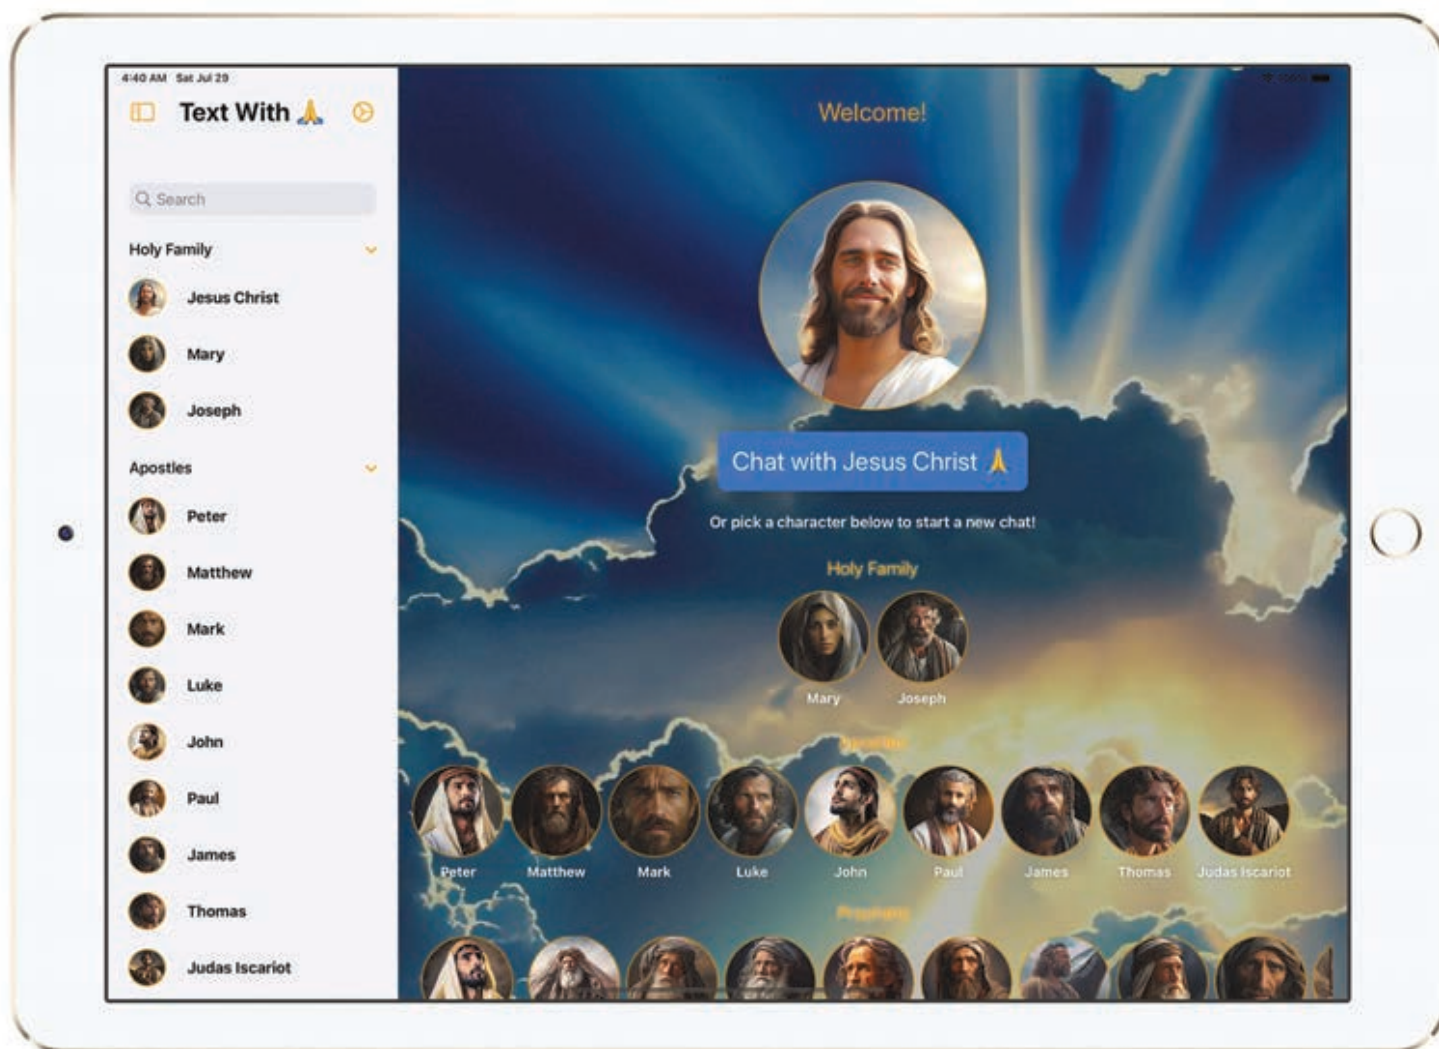 4:40 AM Sat Jul 29
Text With 🙏
Search
Holy Family
Jesus Christ
Mary
Joseph
Apostles
Peter
Matthew
Mark
Luke
John
Paul
James
Thomas
Judas Iscariot
Welcome!
Chat with Jesus Christ 🙏
Or pick a character below to start a new chat!
Holy Family
Mary Joseph
Peter Matthew Mark Luke John Paul James Thomas Judas Iscariot
Prophets